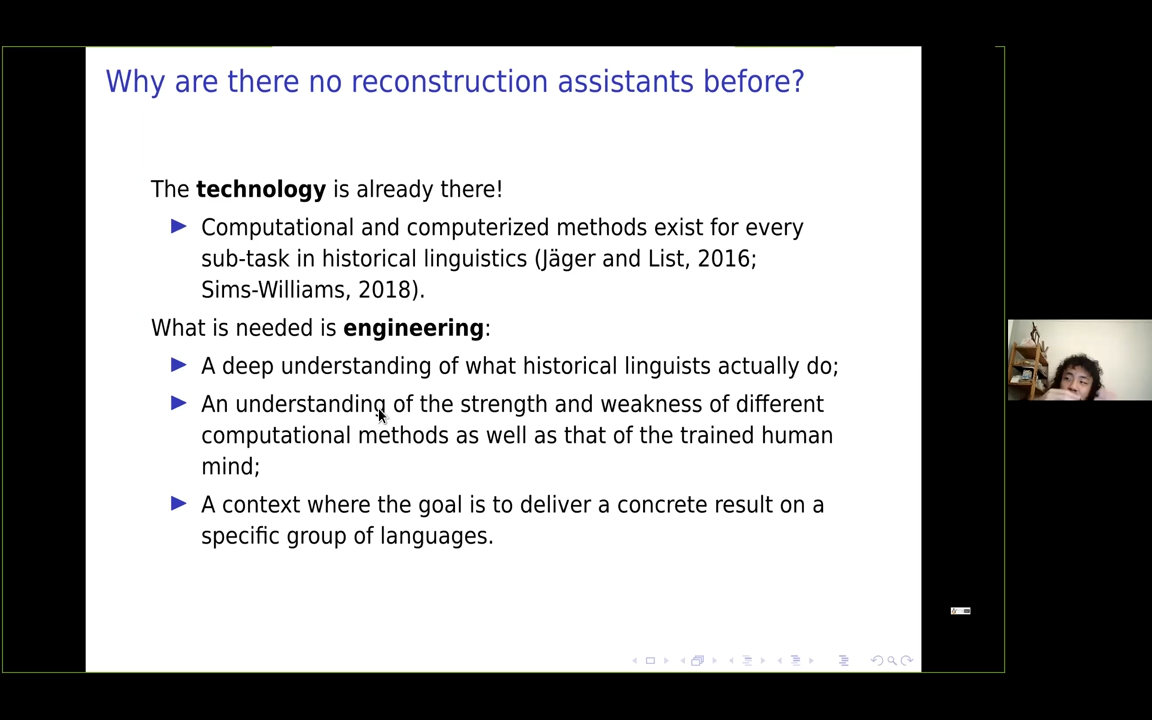 Why are there no reconstruction assistants before?
The technology is already there!
Computational and computerized methods exist for every
sub-task in historical linguistics (Jäger and List, 2016;
Sims-Williams, 2018).
What is needed is engineering:
A deep understanding of what historical linguists actually do;
An understanding of the strength and weakness of different
computational methods as well as that of the trained human
mind;
A context where the goal is to deliver a concrete result on a
specific group of languages.